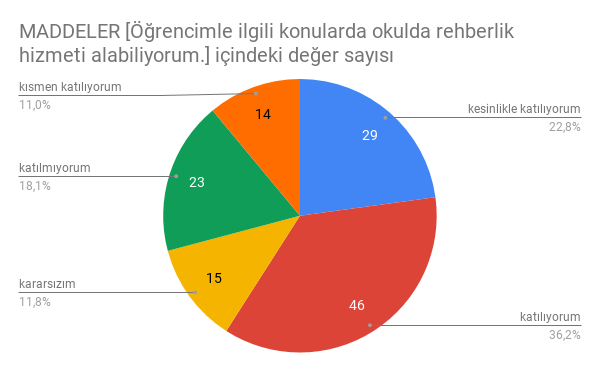 MADDELER [Öğrencimle ilgili konularda okulda rehberlik
hizmeti alabiliyorum.] içindeki değer sayısı
kısmen katılıyorum
11,0%
kesinlikle katılıyorum
22,8%
14
29
katılmıyorum
18,1%
23
kararsızım
11,8%
15
46
katılıyorum
36,2%